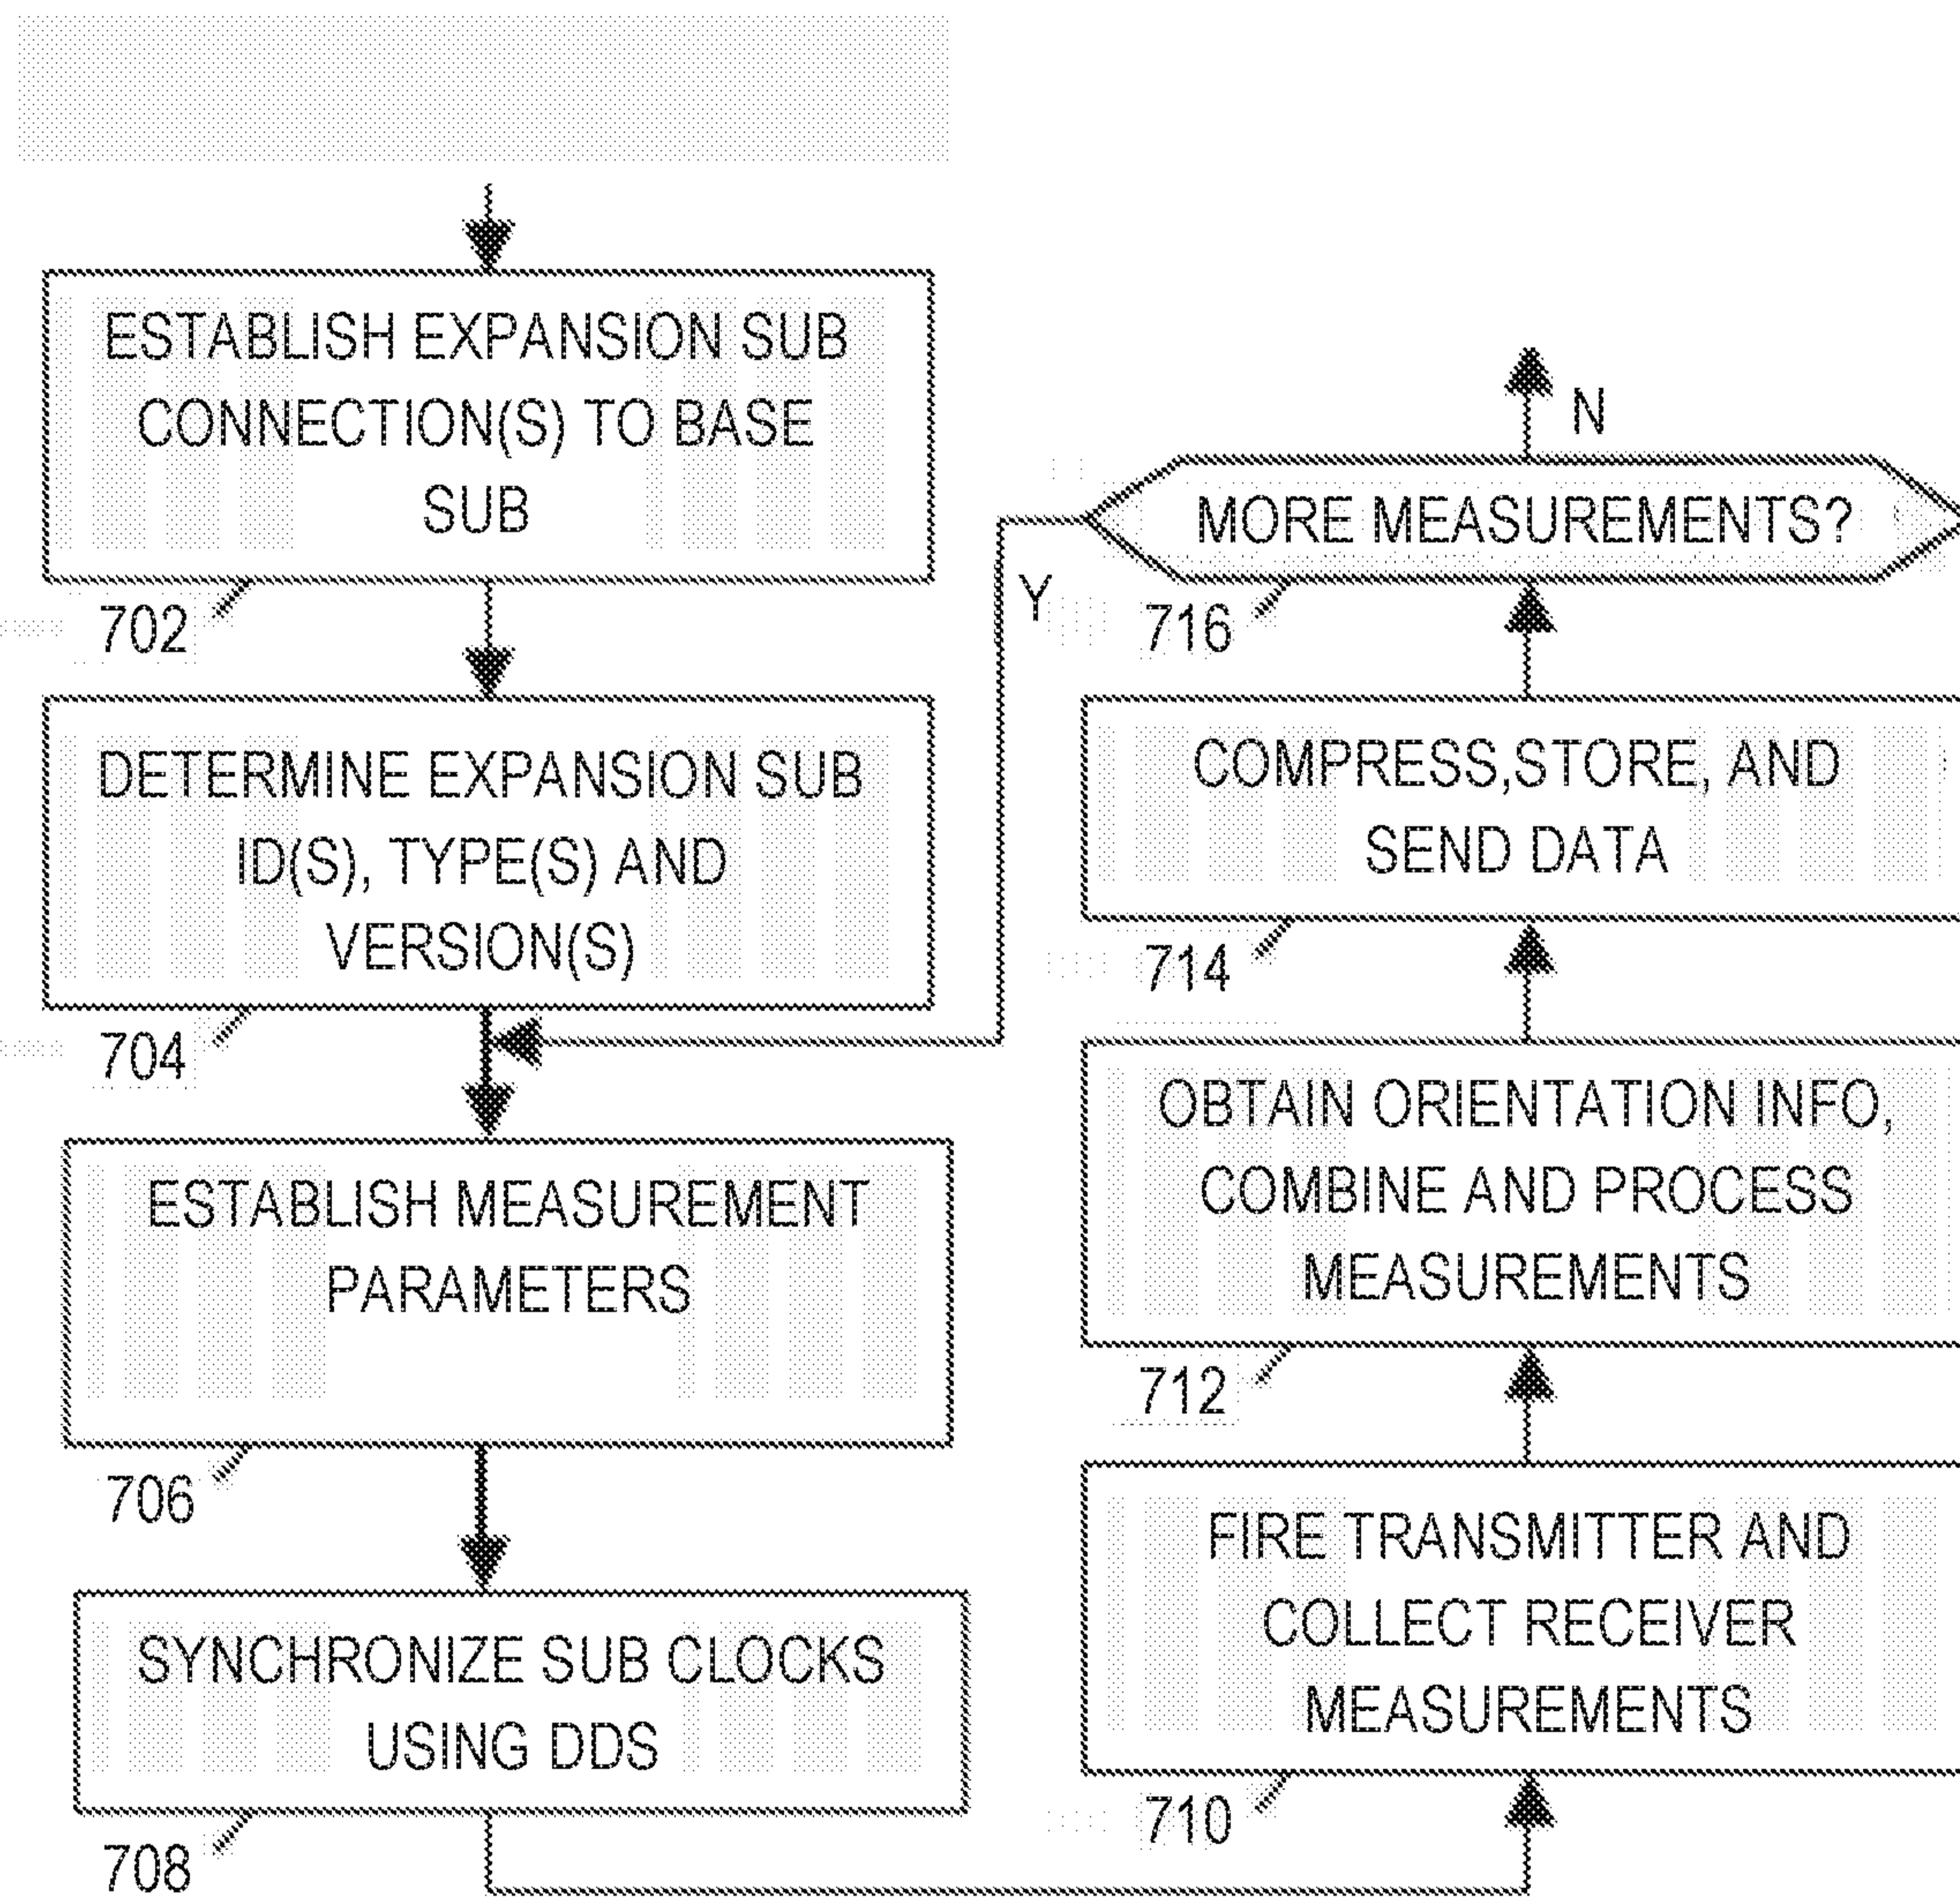 ESTABLISH EXPANSION SUB
CONNECTION(S) TO BASE
SUB
702
DETERMINE EXPANSION SUB
ID(S), TYPE(S) AND
VERSION(S)
704
ESTABLISH MEASUREMENT
PARAMETERS
706
SYNCHRONIZE SUB CLOCKS
USING DDS
708
N
MORE MEASUREMENTS?
Y
716
COMPRESS,STORE, AND
SEND DATA
714
OBTAIN ORIENTATION INFO,
COMBINE AND PROCESS
MEASUREMENTS
712
FIRE TRANSMITTER AND
COLLECT RECEIVER
MEASUREMENTS
710